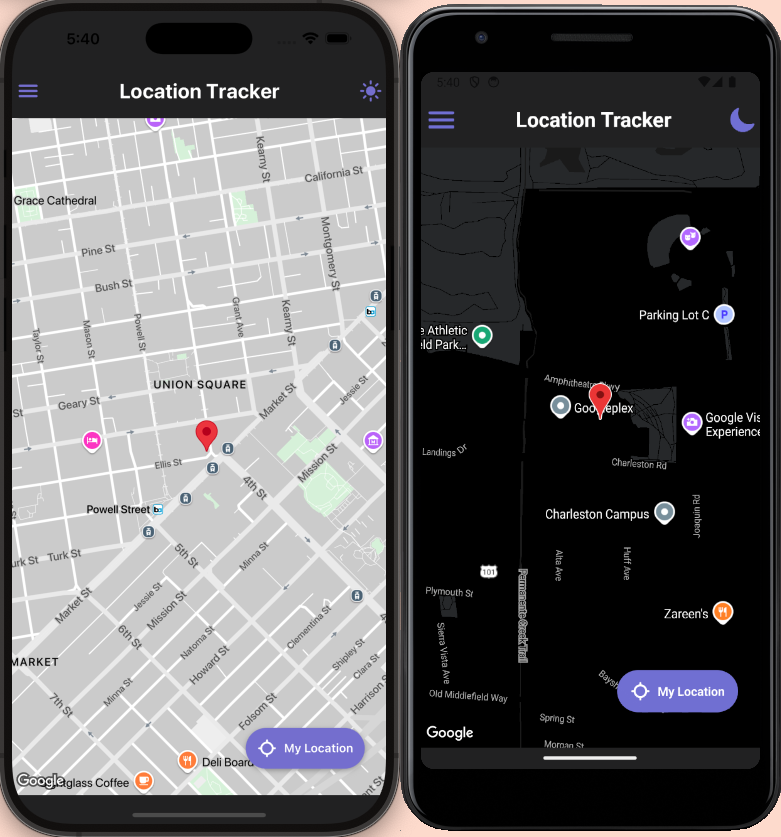 5:40
Location Tracker
Kearny St
California St
Grace Cathedral
Montgomery St
Pine St
Bush St
Grant Ave
Kearny St
Taylor St
Mason St
Powell St
UNION SQUARE
Market St
Jessie St
Geary St
St
Mission St
Ellis St
4th St
Powell Street
5th St
Minna St
Turk St
Market St
Jessie St
Mission St
Clementina St
6th St
Natoma St
Howard St
Shipley St
Clara St
MARKET
Minna St
Harrison
7th St
Folsom St
My Location
Deli Board
Google
glass Coffee
5:40
Location Tracker
Parking Lot C
e Athletic
eld Park...
Amphitheatre Pkwy
Googleplex
Google Vis
Experience
Landings Dr
Charleston Rd
Charleston Campus
Joaquin Rd
101
Alta Ave
Huff Ave
Permanente Creek Trail
Plymouth St
Zareen's
Sierra Vista Ave
Baysh
My Location
Old Middlefield Way
Spring St
Google
Morgan St